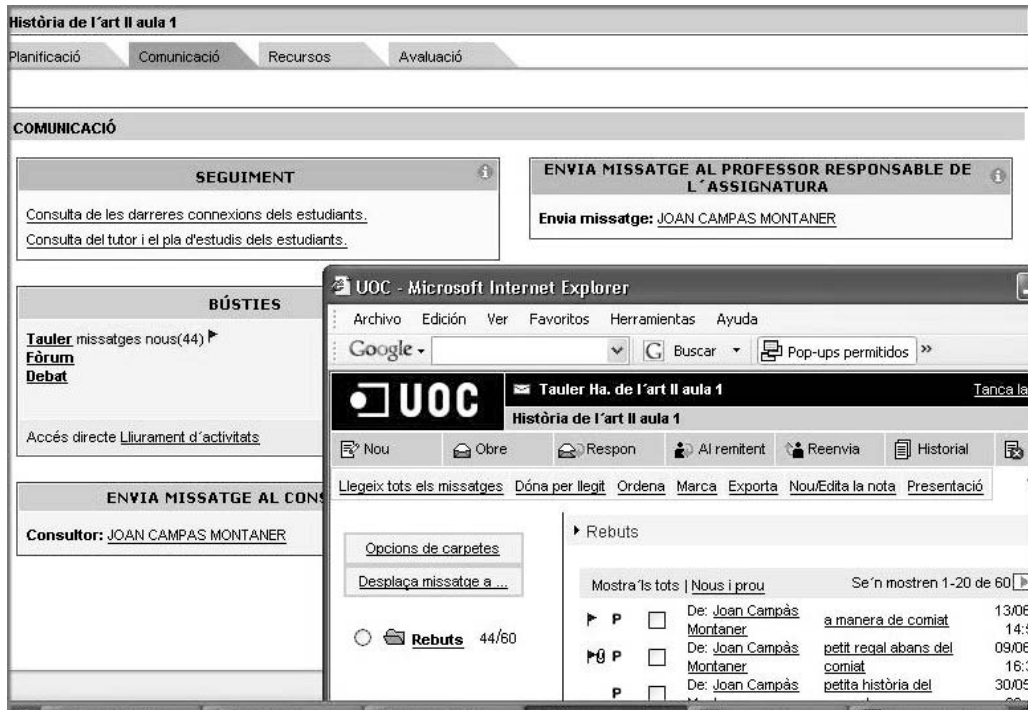 Història de l´art II aula 1
Planificació Comunicació Recursos Avaluació
COMUNICACIÓ
SEGUIMENT
Consulta de les darreres connexions dels estudiants.
Consulta del tutor i el pla d'estudis dels estudiants.
ENVIA MISSATGE AL PROFESSOR RESPONSABLE DE
L´ASSIGNATURA
Envia missatge: JOAN CAMPAS MONTANER
BÚSTIES
Tauler missatges nous(44)
Fòrum
Debat
Accés directe Lliurament d´activitats
ENVIA MISSATGE AL CONS
Consultor: JOAN CAMPAS MONTANER
UOC - Microsoft Internet Explorer
Archivo Edición Ver Favoritos Herramientas Ayuda
Google Buscar Pop-ups permitidos »
UOC
Tauler Ha. de l´art II aula 1 Tanca la
Història de l´art II aula 1
Nou Obre Respon Al remitent Reenvia Historial
Llegeix tots els missatges Dóna per llegit Ordena Marca Exporta Nou/Edita la nota Presentació
Opcions de carpetes
Desplaça missatge a ...
Rebuts 44/60
Rebuts
Mostra´ls tots | Nous i prou Se´n mostren 1-20 de 60
P De: Joan Campàs a manera de comiat 13/06
Montaner 14:
P De: Joan Campàs petit regal abans del 09/06
Montaner comiat 16:
P De: Joan Campàs petita història del 30/05